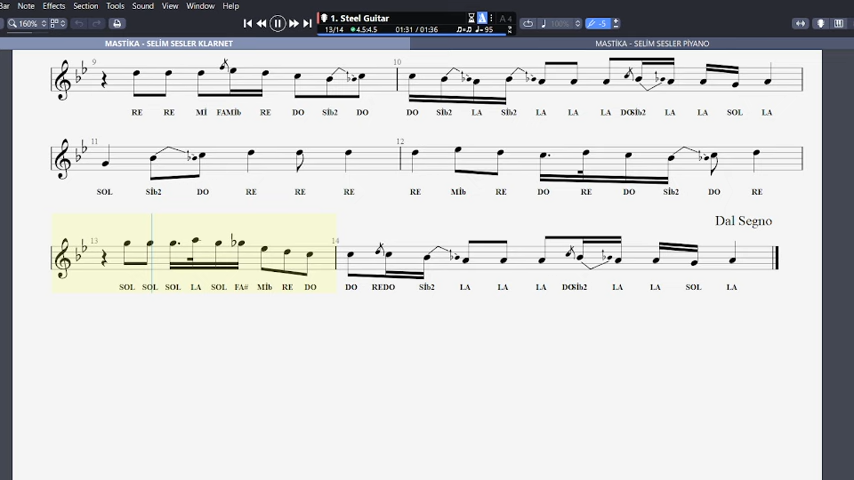 Bar Note Effects Section Tools Sound View Window Help
160% 1. Steel Guitar A 4 100% -5
13/14 4.5:4.5 01:31 / 01:36 = 95
MASTİKA - SELİM SESLER KLARNET MASTİKA - SELİM SESLER PİYANO
9 10
RE RE Mİ FAMİb RE DO Sİb2 DO DO Sİb2 LA Sİb2 LA LA LA DOSİb2 LA LA SOL LA
11 12
SOL Sİb2 DO RE RE RE RE Mİb RE DO RE DO Sİb2 DO RE
Dal Segno
13 14
SOL SOL SOL LA SOL FA# Mİb RE DO DO REDO Sİb2 LA LA LA DOSİb2 LA LA SOL LA